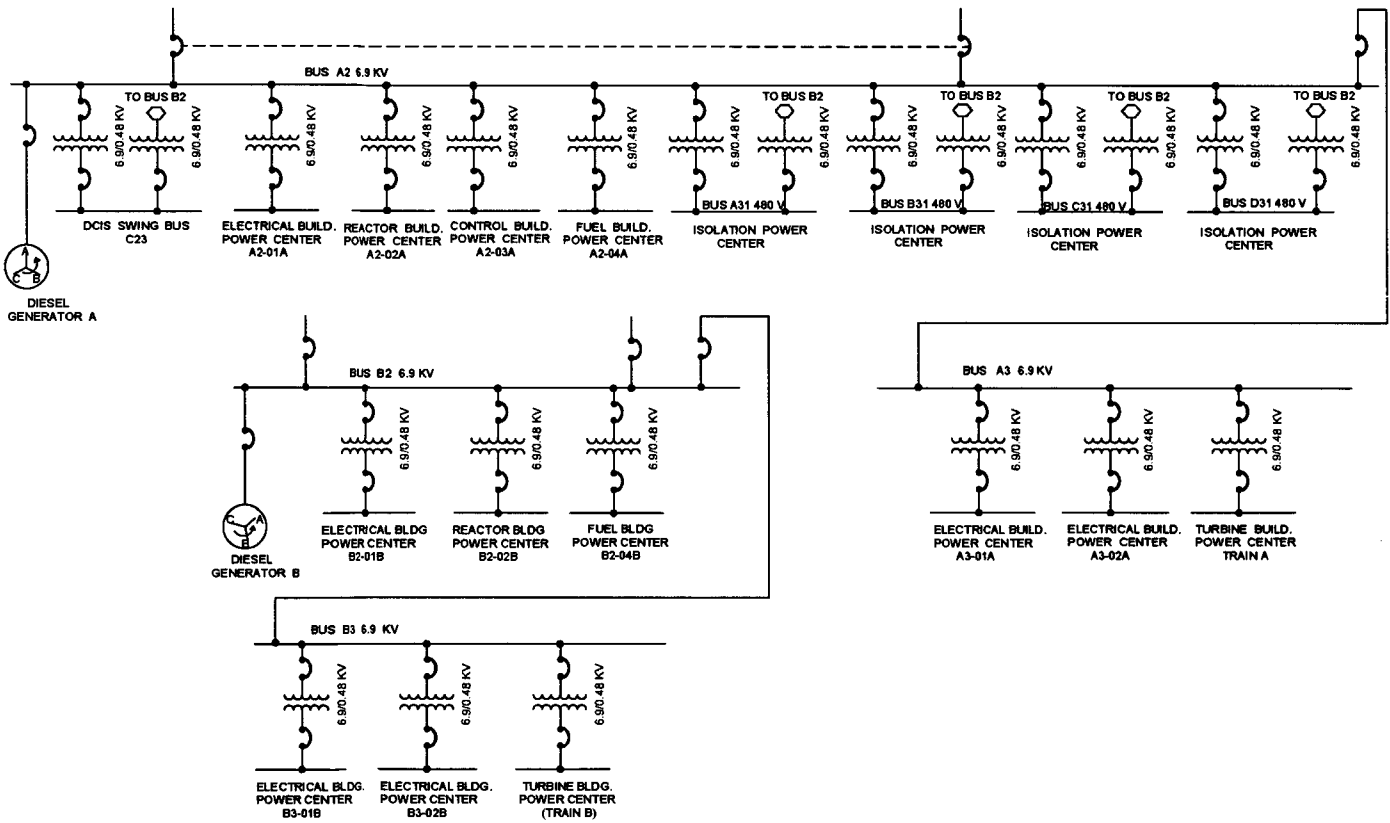 BUS A2 6.9 KV
TO BUS B2
TO BUS B2
TO BUS B2
TO BUS B2
TO BUS B2
6.9/0.48 KV
6.9/0.48 KV
6.9/0.48 KV
6.9/0.48 KV
6.9/0.48 KV
6.9/0.48 KV
6.9/0.48 KV
6.9/0.48 KV
6.9/0.48 KV
6.9/0.48 KV
6.9/0.48 KV
6.9/0.48 KV
6.9/0.48 KV
6.9/0.48 KV
BUS A31 480 V
BUS B31 480 V
BUS C31 480 V
BUS D31 480 V
DCIS SWING BUS
C23
ELECTRICAL BUILD.
POWER CENTER
A2-01A
REACTOR BUILD.
POWER CENTER
A2-02A
CONTROL BUILD.
POWER CENTER
A2-03A
FUEL BUILD.
POWER CENTER
A2-04A
ISOLATION POWER
CENTER
ISOLATION POWER
CENTER
ISOLATION POWER
CENTER
ISOLATION POWER
CENTER
A
C B
DIESEL
GENERATOR A
BUS B2 6.9 KV
6.9/0.48 KV
6.9/0.48 KV
6.9/0.48 KV
C A
B
DIESEL
GENERATOR B
ELECTRICAL BLDG
POWER CENTER
B2-01B
REACTOR BLDG
POWER CENTER
B2-02B
FUEL BLDG
POWER CENTER
B2-04B
BUS A3 6.9 KV
6.9/0.48 KV
6.9/0.48 KV
6.9/0.48 KV
ELECTRICAL BUILD.
POWER CENTER
A3-01A
ELECTRICAL BUILD.
POWER CENTER
A3-02A
TURBINE BUILD.
POWER CENTER
TRAIN A
BUS B3 6.9 KV
6.9/0.48 KV
6.9/0.48 KV
6.9/0.48 KV
ELECTRICAL BLDG.
POWER CENTER
B3-01B
ELECTRICAL BLDG.
POWER CENTER
B3-02B
TURBINE BLDG.
POWER CENTER
(TRAIN B)